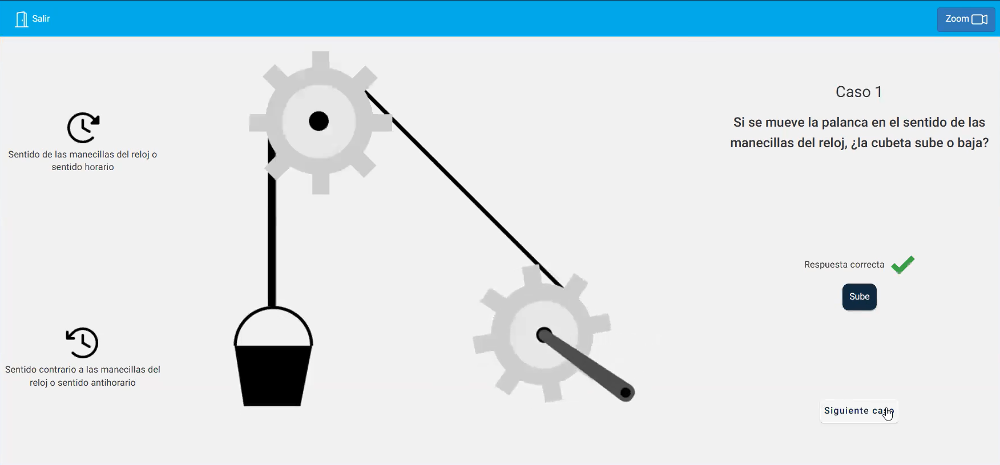 Salir
Zoom
Caso 1
Si se mueve la palanca en el sentido de las
manecillas del reloj, ¿la cubeta sube o baja?
Sentido de las manecillas del reloj o
sentido horario
Respuesta correcta
Sube
Sentido contrario a las manecillas del
reloj o sentido antihorario
Siguiente caso